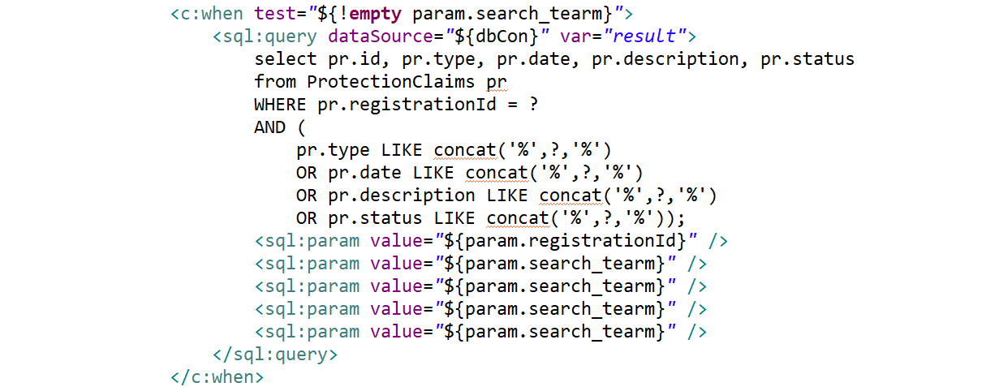 <c:when test="${!empty param.search_tearm}">
<sql:query dataSource="${dbCon}" var="result">
select pr.id, pr.type, pr.date, pr.description, pr.status
from ProtectionClaims pr
WHERE pr.registrationId = ?
AND (
pr.type LIKE concat('%',?,'%')
OR pr.date LIKE concat('%',?,'%')
OR pr.description LIKE concat('%',?,'%')
OR pr.status LIKE concat('%',?,'%'));
<sql:param value="${param.registrationId}" />
<sql:param value="${param.search_tearm}" />
<sql:param value="${param.search_tearm}" />
<sql:param value="${param.search_tearm}" />
<sql:param value="${param.search_tearm}" />
</sql:query>
</c:when>